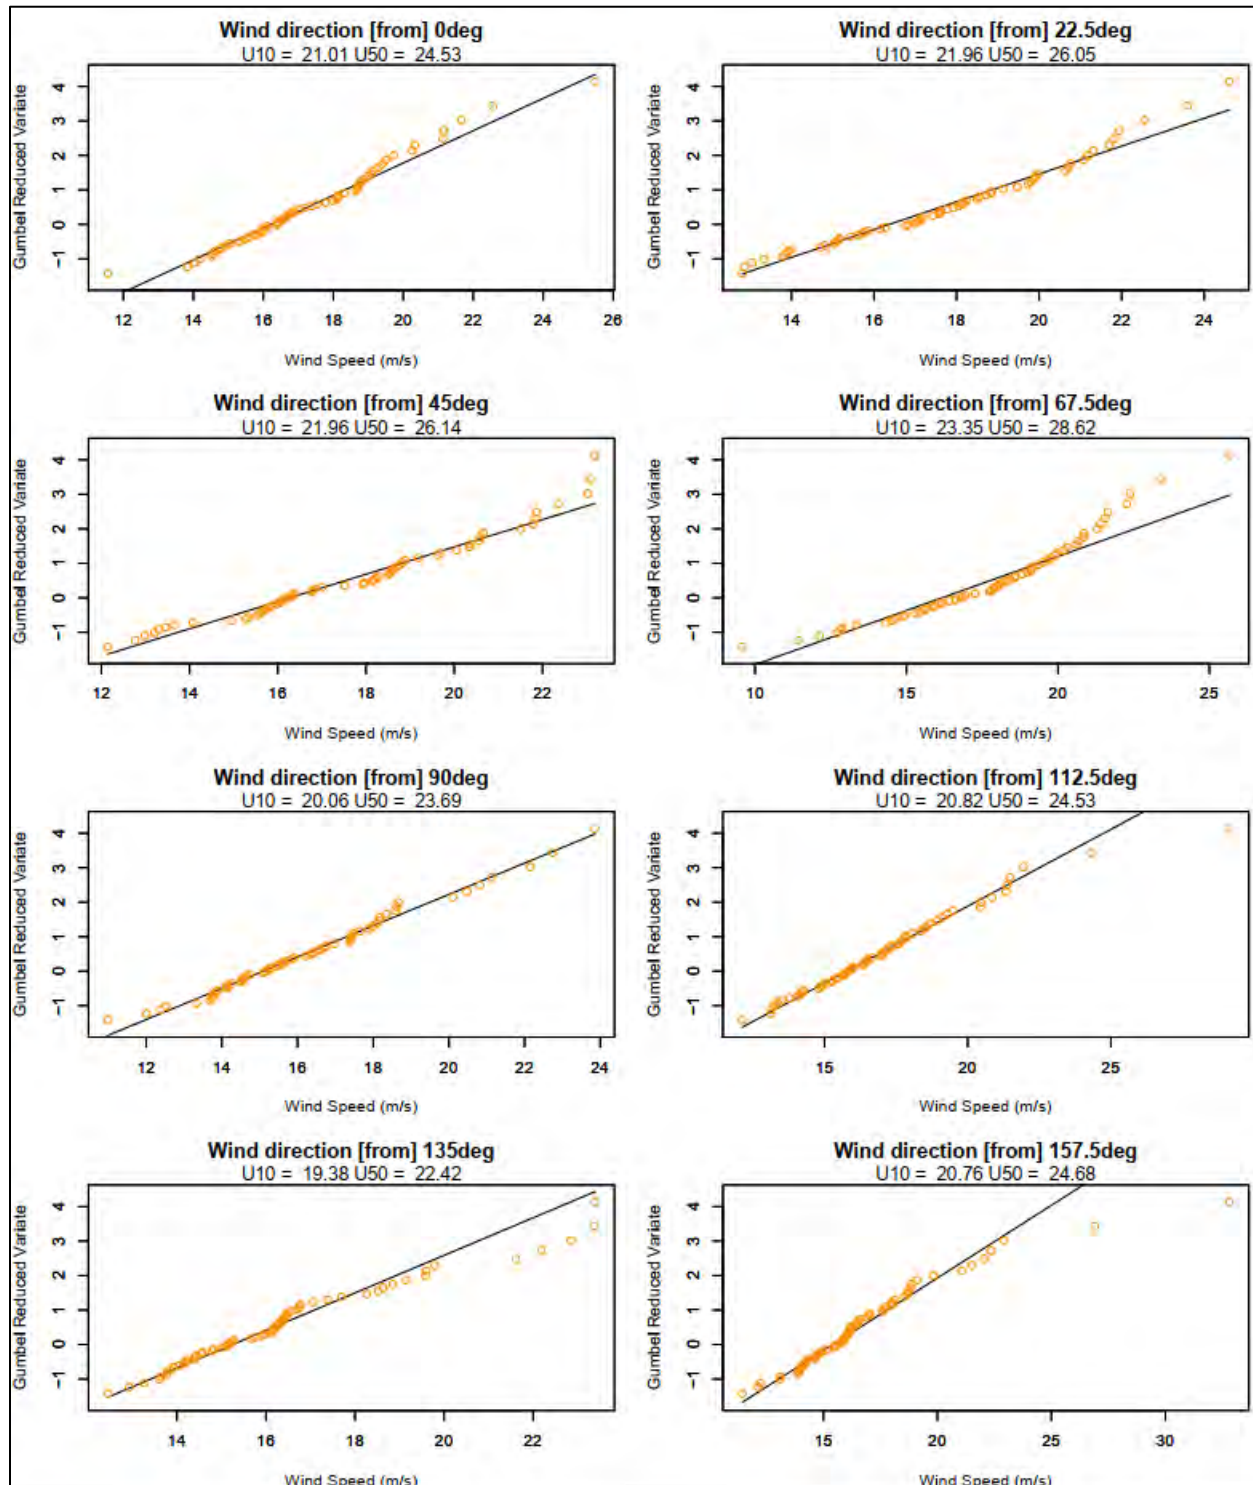 Wind direction [from] 0deg
U10 = 21.01 U50 = 24.53
Gumbel Reduced Variate
4
3
2
1
0
-1
12 14 16 18 20 22 24 26
Wind Speed (m/s)
Wind direction [from] 22.5deg
U10 = 21.96 U50 = 26.05
Gumbel Reduced Variate
4
3
2
1
0
-1
14 16 18 20 22 24
Wind Speed (m/s)
Wind direction [from] 45deg
U10 = 21.96 U50 = 26.14
Gumbel Reduced Variate
4
3
2
1
0
-1
12 14 16 18 20 22
Wind Speed (m/s)
Wind direction [from] 67.5deg
U10 = 23.35 U50 = 28.62
Gumbel Reduced Variate
4
3
2
1
0
-1
10 15 20 25
Wind Speed (m/s)
Wind direction [from] 90deg
U10 = 20.06 U50 = 23.69
Gumbel Reduced Variate
4
3
2
1
0
-1
12 14 16 18 20 22 24
Wind Speed (m/s)
Wind direction [from] 112.5deg
U10 = 20.82 U50 = 24.53
Gumbel Reduced Variate
4
3
2
1
0
-1
15 20 25
Wind Speed (m/s)
Wind direction [from] 135deg
U10 = 19.38 U50 = 22.42
Gumbel Reduced Variate
4
3
2
1
0
-1
14 16 18 20 22
Wind Speed (m/s)
Wind direction [from] 157.5deg
U10 = 20.76 U50 = 24.68
Gumbel Reduced Variate
4
3
2
1
0
-1
15 20 25 30
Wind Speed (m/s)